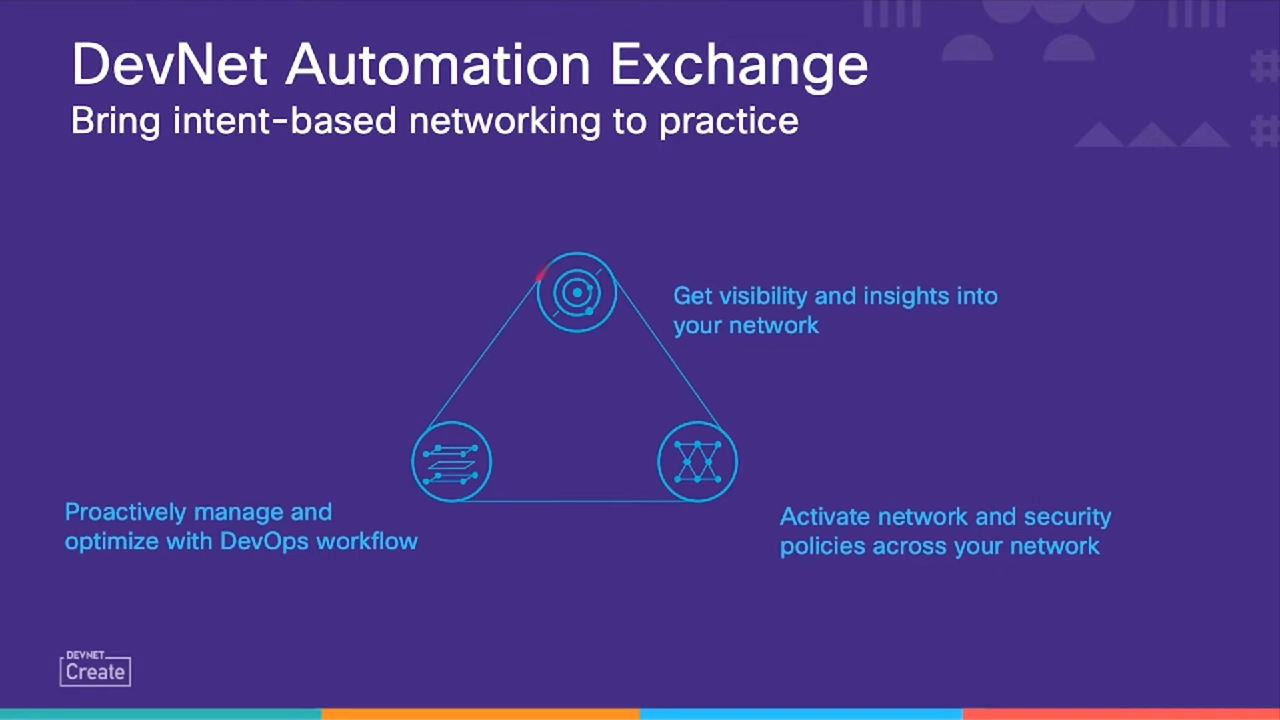 DevNet Automation Exchange
Bring intent-based networking to practice
Get visibility and insights into
your network
Proactively manage and
optimize with DevOps workflow
Activate network and security
policies across your network
DEVNET
Create